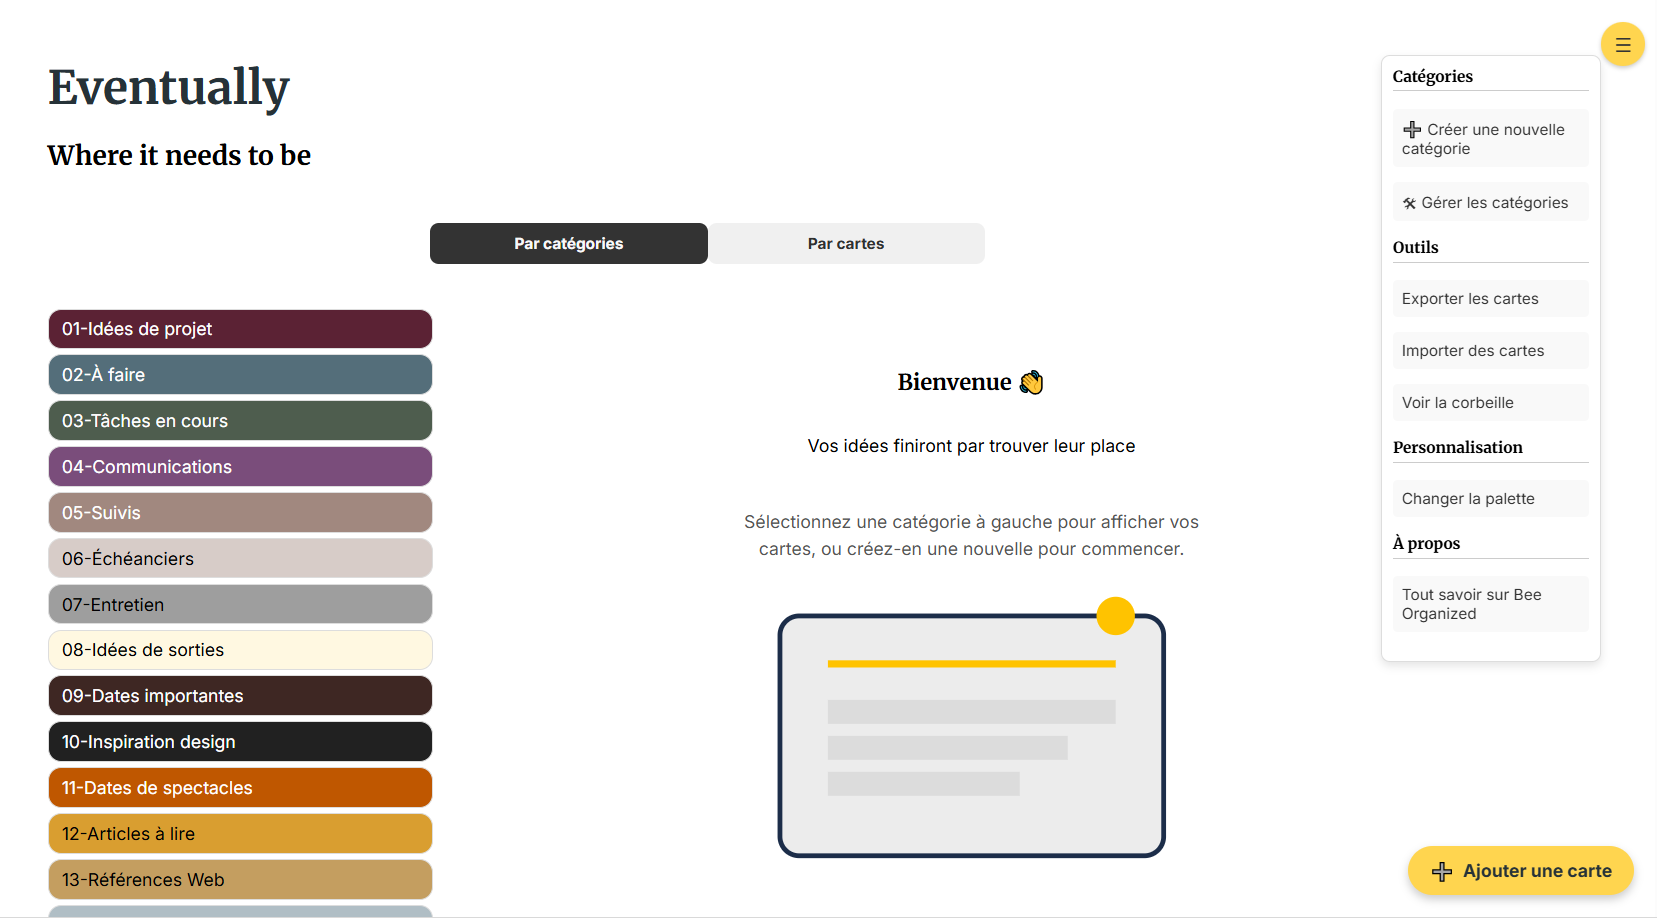 Eventually
Where it needs to be
Par catégories
Par cartes
01-Idées de projet
02-À faire
03-Tâches en cours
04-Communications
05-Suivis
06-Échéanciers
07-Entretien
08-Idées de sorties
09-Dates importantes
10-Inspiration design
11-Dates de spectacles
12-Articles à lire
13-Références Web
Bienvenue 👋
Vos idées finiront par trouver leur place
Sélectionnez une catégorie à gauche pour afficher vos
cartes, ou créez-en une nouvelle pour commencer.
Catégories
➕ Créer une nouvelle
catégorie
🛠 Gérer les catégories
Outils
Exporter les cartes
Importer des cartes
Voir la corbeille
Personnalisation
Changer la palette
À propos
Tout savoir sur Bee
Organized
➕ Ajouter une carte